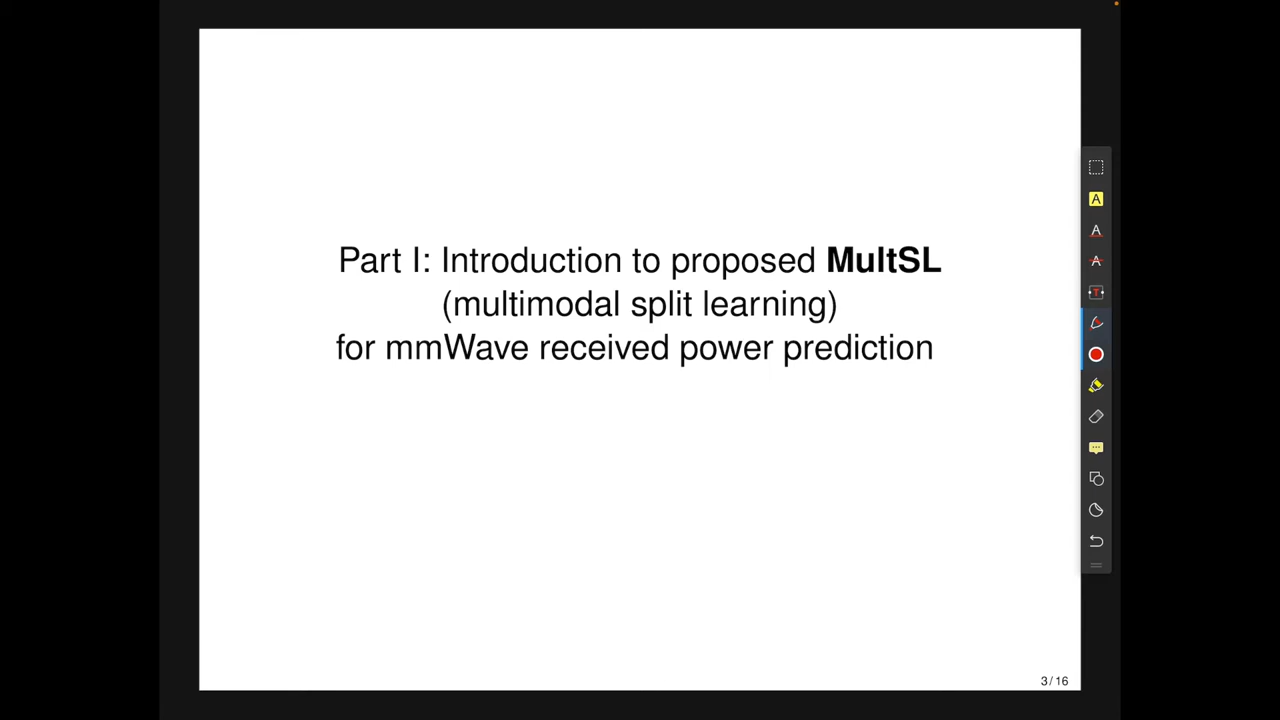 Part I: Introduction to proposed MultSL
(multimodal split learning)
for mmWave received power prediction
3 / 16
A
A
A
T